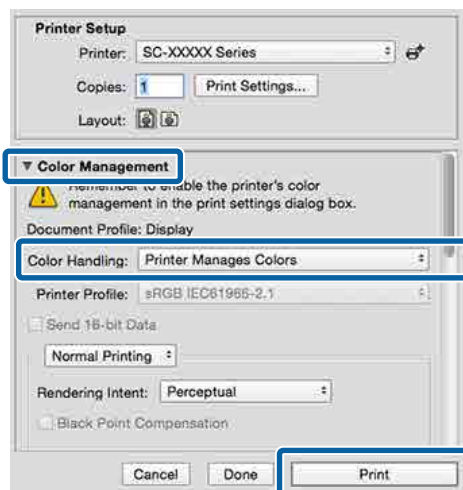 Printer Setup
Printer: SC-XXXXX Series
Copies: 1 Print Settings...
Layout:
▼ Color Management
Remember to enable the printer's color
management in the print settings dialog box.
Document Profile: Display
Color Handling: Printer Manages Colors
Printer Profile: sRGB IEC61966-2.1
Send 16-bit Data
Normal Printing
Rendering Intent: Perceptual
Black Point Compensation
Cancel Done Print